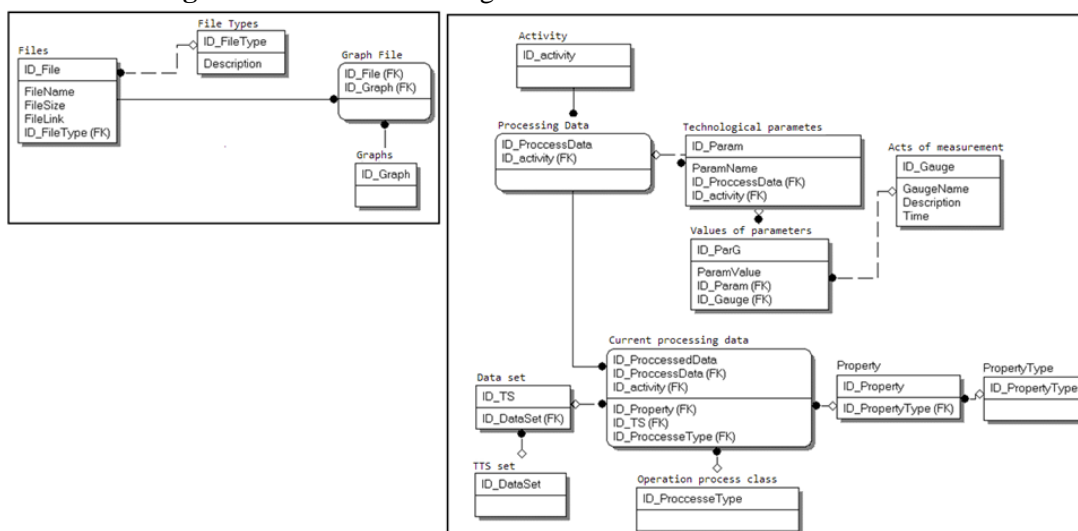 File Types
ID_FileType
Description
Files
ID_File
FileName
FileSize
FileLink
ID_FileType (FK)
Graph File
ID_File (FK)
ID_Graph (FK)
Graphs
ID_Graph
Activity
ID_activity
Processing Data
ID_ProccessData
ID_activity (FK)
Technological parametes
ID_Param
ParamName
ID_ProccessData (FK)
ID_activity (FK)
Acts of measurement
ID_Gauge
GaugeName
Description
Time
Values of parameters
ID_ParG
ParamValue
ID_Param (FK)
ID_Gauge (FK)
Current processing data
ID_ProccessedData
ID_ProccessData (FK)
ID_activity (FK)
ID_Property (FK)
ID_TS (FK)
ID_ProccesseType (FK)
Data set
ID_TS
ID_DataSet (FK)
TTS set
ID_DataSet
Operation process class
ID_ProccesseType
Property
ID_Property
ID_PropertyType (FK)
PropertyType
ID_PropertyType